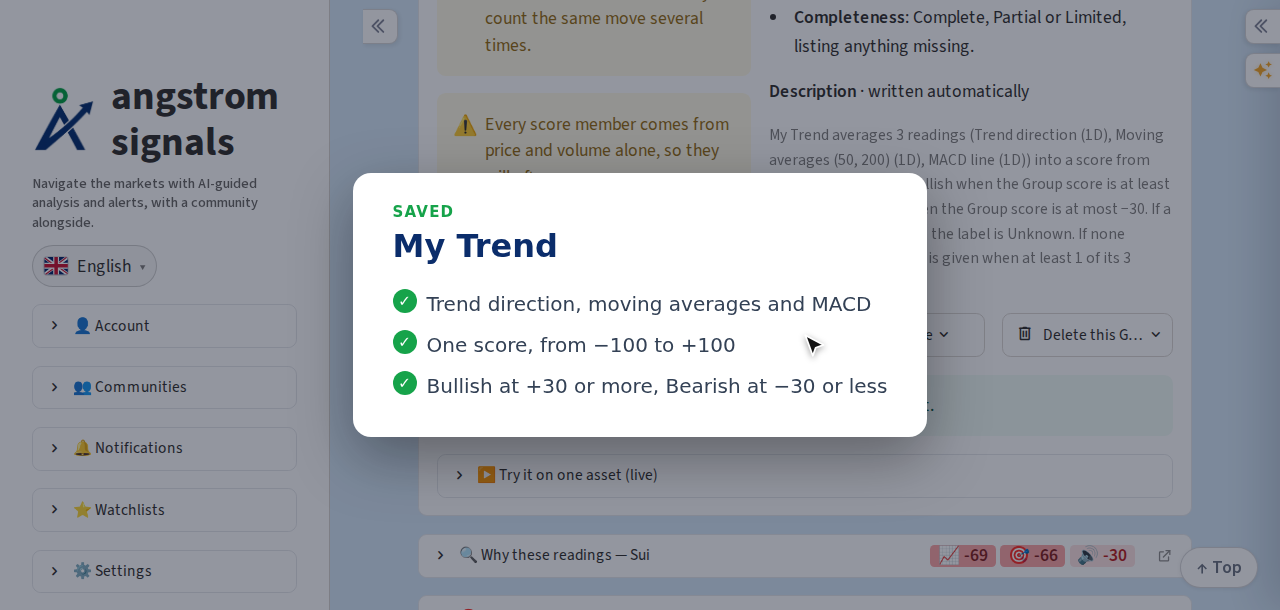 angstrom
signals
Navigate the markets with AI-guided
analysis and alerts, with a community
alongside.
English
Account
Communities
Notifications
Watchlists
Settings
count the same move several
times.
Every score member comes from
price and volume alone, so they
Completeness: Complete, Partial or Limited,
listing anything missing.
Description · written automatically
My Trend averages 3 readings (Trend direction (1D), Moving
averages (50, 200) (1D), MACD line (1D)) into a score from
llish when the Group score is at least
n the Group score is at most −30. If a
the label is Unknown. If none
is given when at least 1 of its 3
SAVED
My Trend
Trend direction, moving averages and MACD
One score, from −100 to +100
Bullish at +30 or more, Bearish at −30 or less
Delete this G...
Try it on one asset (live)
Why these readings — Sui
-69
-66
-30
Top